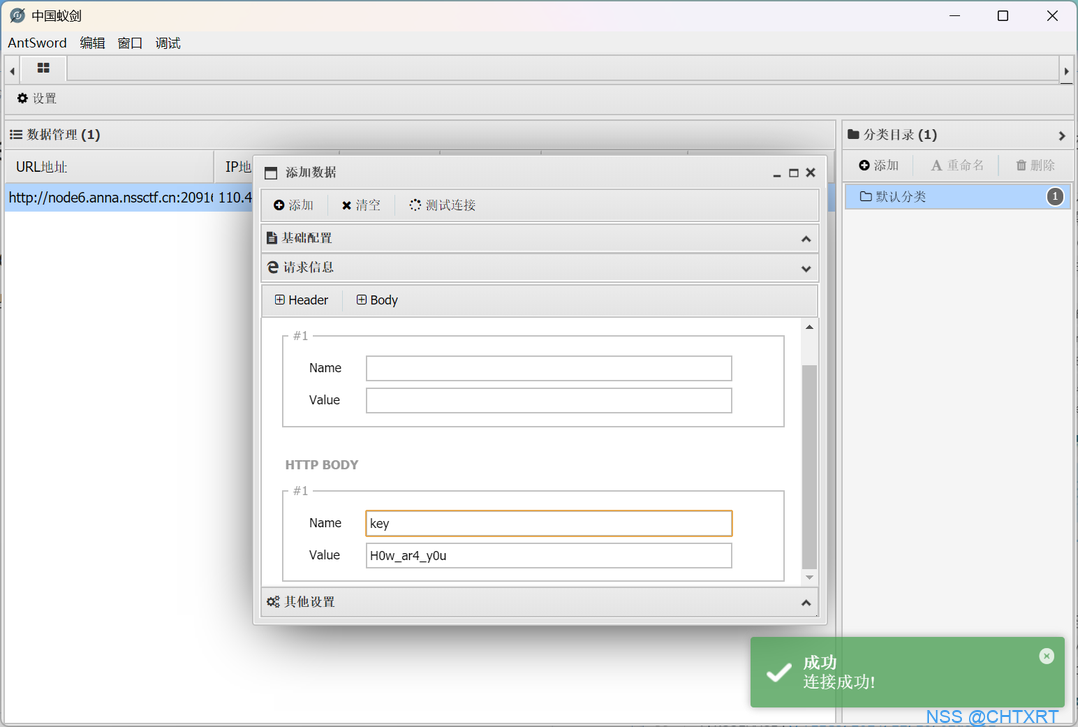 中国蚁剑
AntSword 编辑 窗口 调试
设置
数据管理 (1)
URL地址 IP地
http://node6.anna.nssctf.cn:2091 110.4
添加数据
添加 清空 测试连接
基础配置
请求信息
Header Body
#1
Name
Value
HTTP BODY
#1
Name key
Value H0w_ar4_y0u
其他设置
分类目录 (1)
添加 重命名 删除
默认分类 1
成功
连接成功!
NSS @CHTXRT